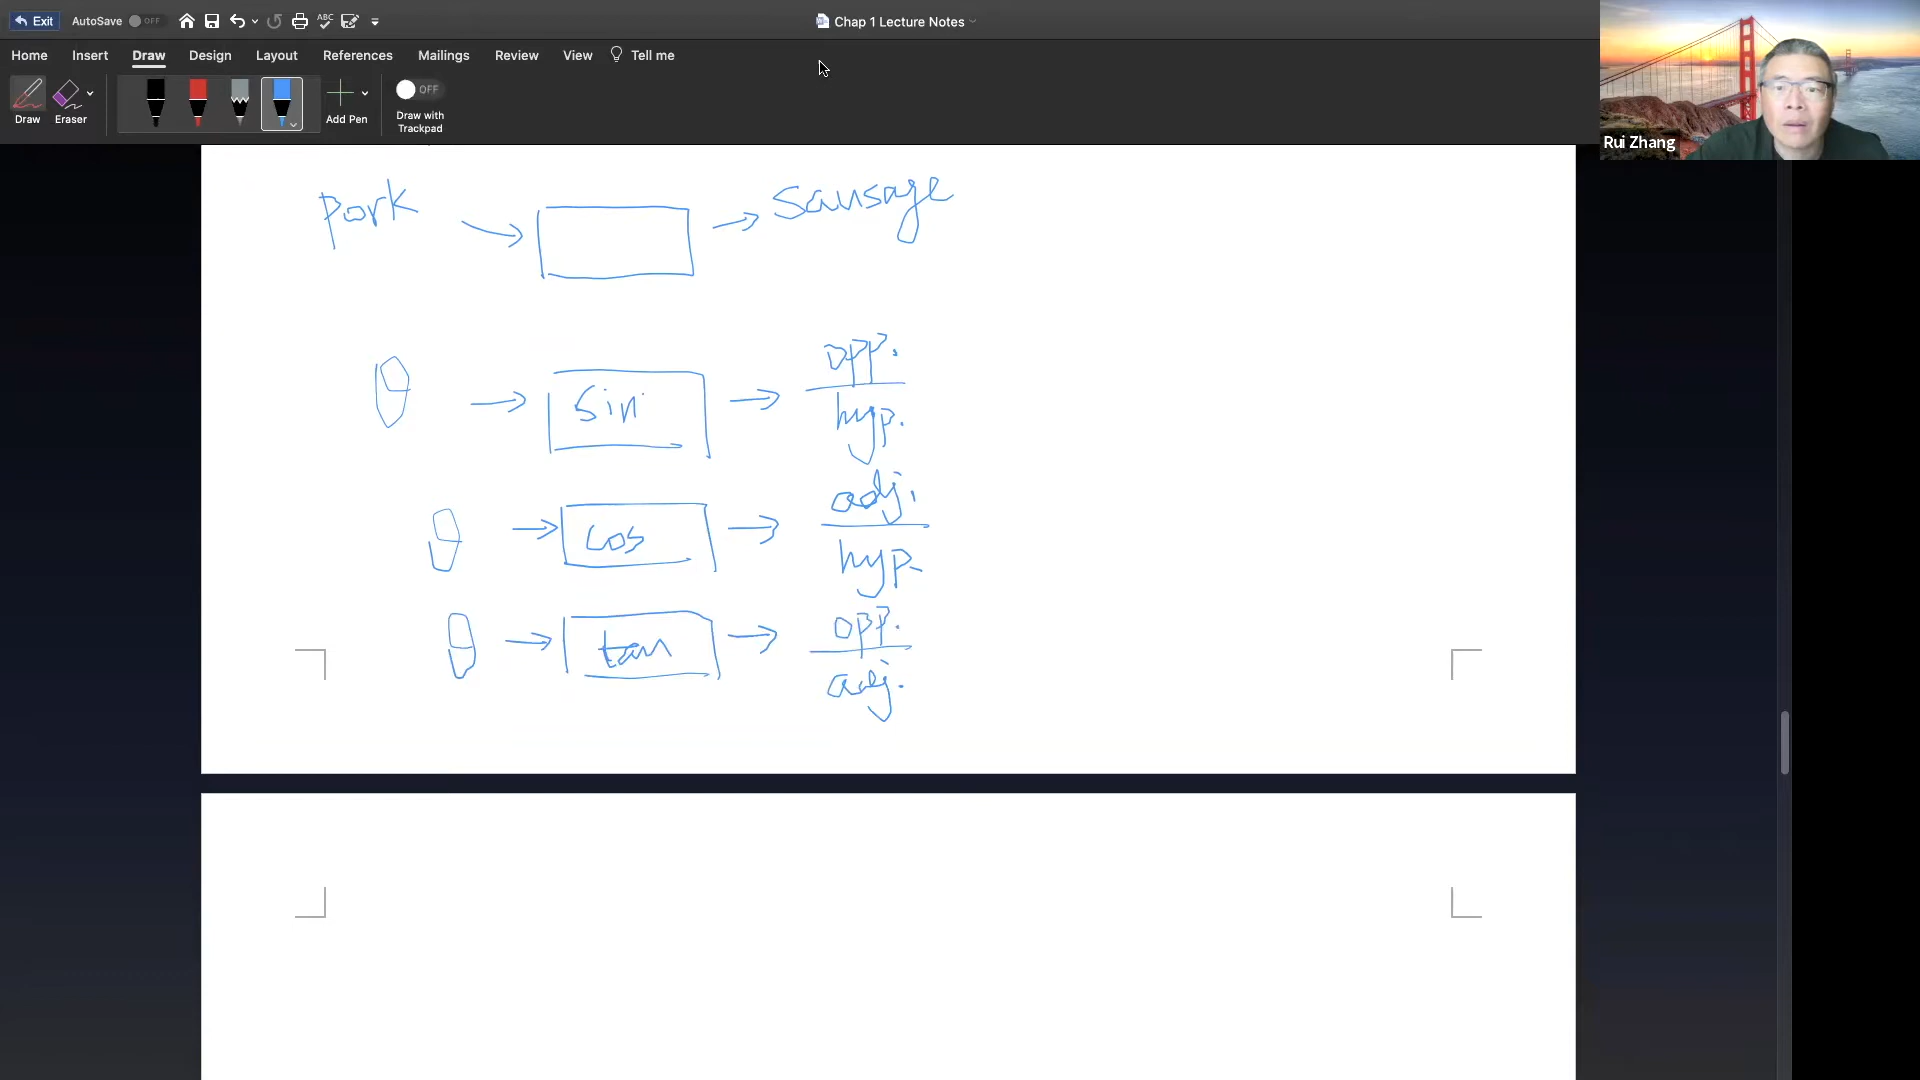 Exit AutoSave OFF ABC Chap 1 Lecture Notes
Home Insert Draw Design Layout References Mailings Review View Tell me
OFF
Draw Eraser Add Pen Draw with
Trackpad
Rui Zhang
Pork → → Sausage
θ → sin → opp.
hyp.
θ → cos → adj.
hyp.
θ → tan → opp.
adj.